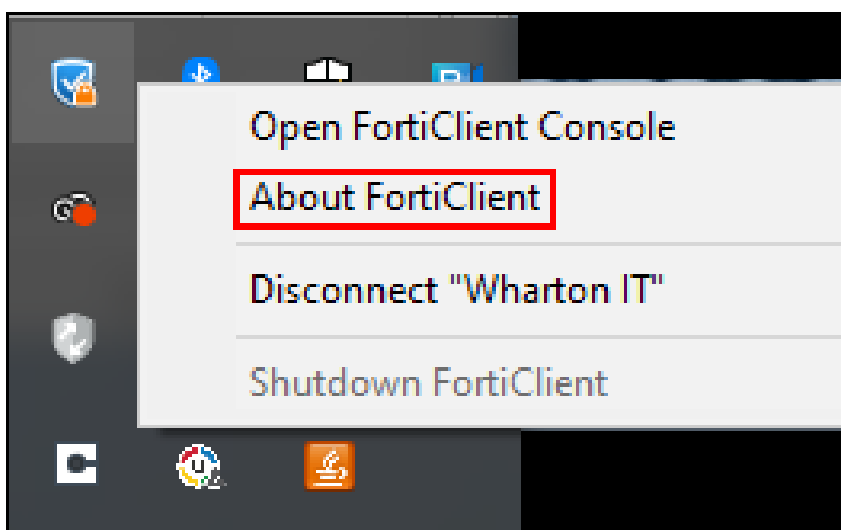 Open FortiClient Console
About FortiClient
Disconnect "Wharton IT"
Shutdown FortiClient